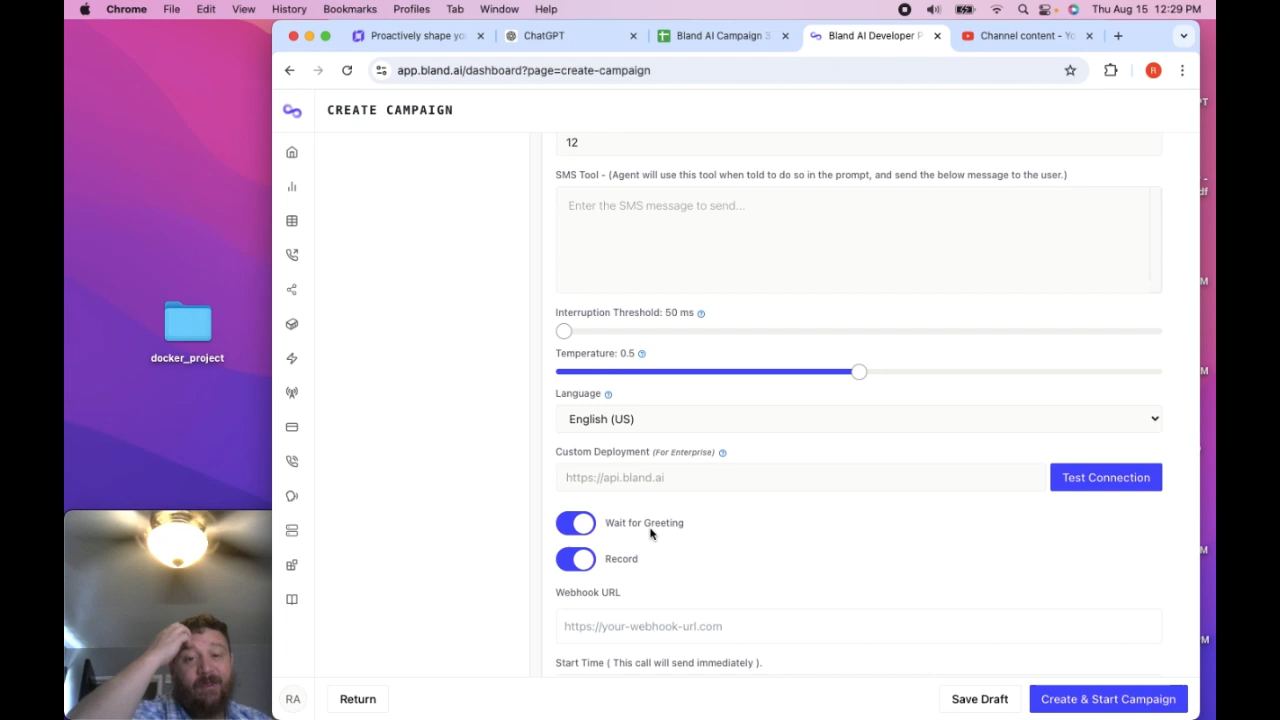 Chrome File Edit View History Bookmarks Profiles Tab Window Help Thu Aug 15 12:29 PM
Proactively shape yo ChatGPT Bland AI Campaign Bland AI Developer P Channel content - Yo
app.bland.ai/dashboard?page=create-campaign R
CREATE CAMPAIGN
12
SMS Tool - (Agent will use this tool when told to do so in the prompt, and send the below message to the user.)
Enter the SMS message to send...
Interruption Threshold: 50 ms
docker_project
Temperature: 0.5
Language
English (US)
Custom Deployment (For Enterprise)
https://api.bland.ai Test Connection
Wait for Greeting
Record
Webhook URL
https://your-webhook-url.com
Start Time ( This call will send immediately ).
RA Return Save Draft Create & Start Campaign